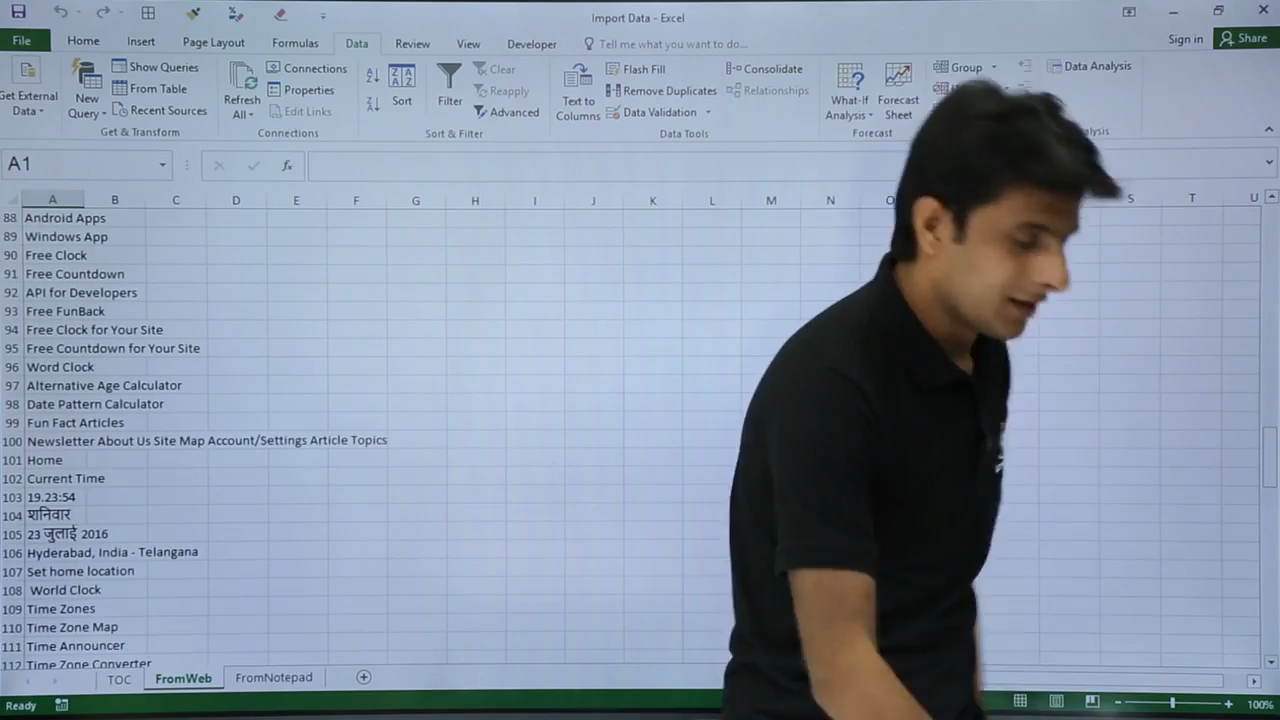 Import Data - Excel
File Home Insert Page Layout Formulas Data Review View Developer Tell me what you want to do... Sign in Share
Get External Data
New Query
Show Queries
From Table
Recent Sources
Get & Transform
Refresh All
Connections
Properties
Edit Links
Connections
Sort
Filter
Clear
Reapply
Advanced
Sort & Filter
Text to Columns
Flash Fill
Remove Duplicates
Data Validation
Consolidate
Relationships
Data Tools
What-If Analysis
Forecast Sheet
Forecast
Group
Data Analysis
A1
fx
A B C D E F G H I J K L M N S T U
88 Android Apps
89 Windows App
90 Free Clock
91 Free Countdown
92 API for Developers
93 Free FunBack
94 Free Clock for Your Site
95 Free Countdown for Your Site
96 Word Clock
97 Alternative Age Calculator
98 Date Pattern Calculator
99 Fun Fact Articles
100 Newsletter About Us Site Map Account/Settings Article Topics
101 Home
102 Current Time
103 19.23:54
104 शनिवार
105 23 जुलाई 2016
106 Hyderabad, India - Telangana
107 Set home location
108 World Clock
109 Time Zones
110 Time Zone Map
111 Time Announcer
112 Time Zone Converter
TOC FromWeb FromNotepad
Ready 100%